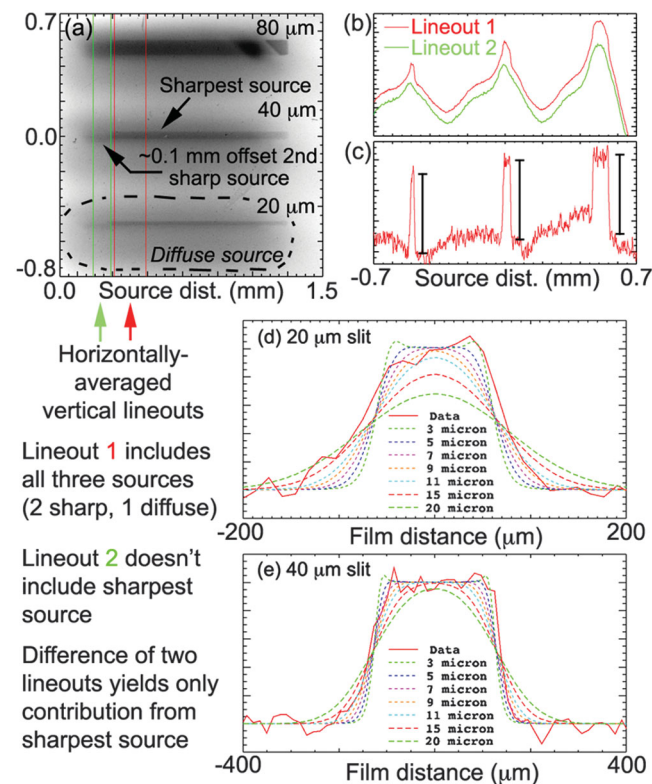 0.7
(a)
80 μm
Sharpest source
40 μm
0.0
~0.1 mm offset 2nd
sharp source
20 μm
Diffuse source
-0.8
0.0 Source dist. (mm) 1.5
(b)
Lineout 1
Lineout 2
(c)
-0.7 Source dist. (mm) 0.7
Horizontally-
averaged
vertical lineouts
Lineout 1 includes
all three sources
(2 sharp, 1 diffuse)
Lineout 2 doesn't
include sharpest
source
Difference of two
lineouts yields only
contribution from
sharpest source
(d) 20 μm slit
Data
3 micron
5 micron
7 micron
9 micron
11 micron
15 micron
20 micron
-200 Film distance (μm) 200
(e) 40 μm slit
Data
3 micron
5 micron
7 micron
9 micron
11 micron
15 micron
20 micron
-400 Film distance (μm) 400